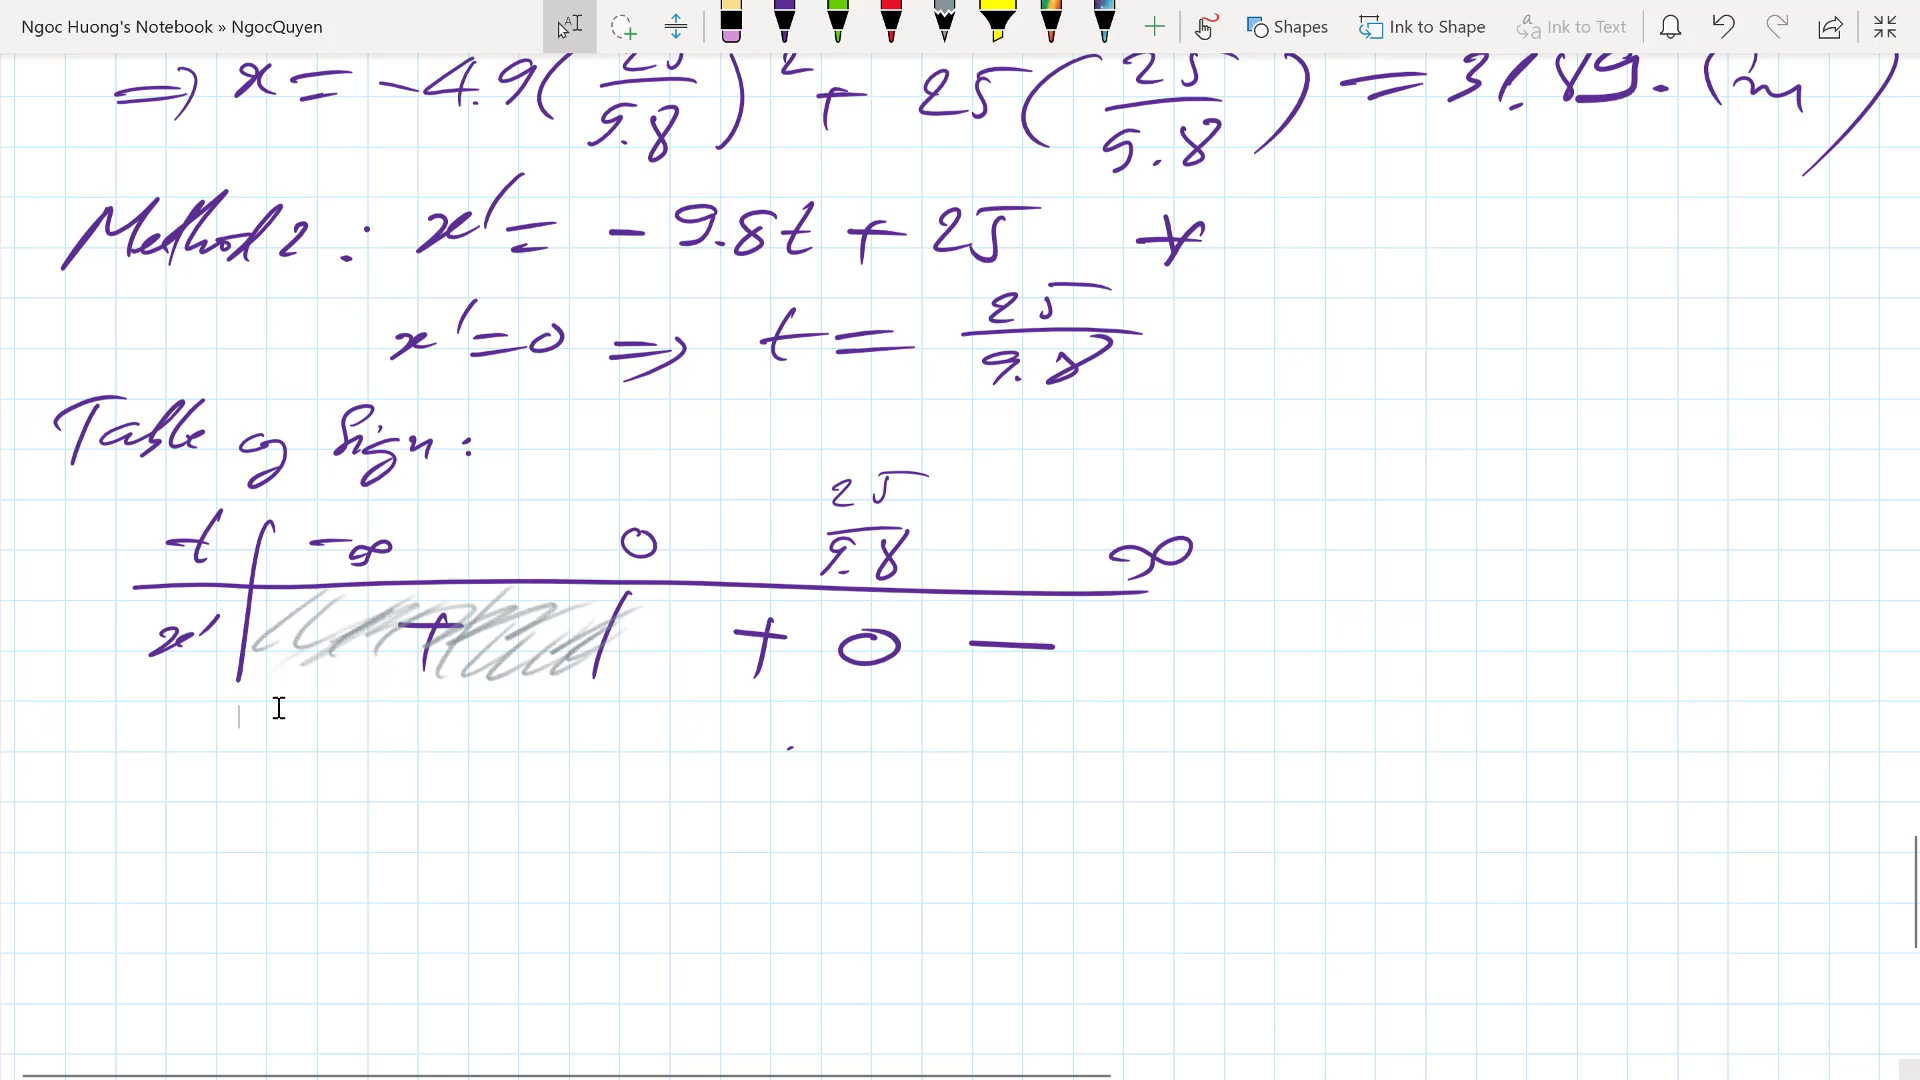 Ngoc Huong's Notebook » NgocQuyen
Shapes
Ink to Shape
Ink to Text
⇒ x = -4.9(25/9.8)² + 25(25/9.8) = 31.89. (m)
Method 2 : x' = - 9.8t + 25
x' = 0 ⇒ t = 25/9.8
Table of Sign :
t -∞ 0 25/9.8 ∞
x' + + 0 —